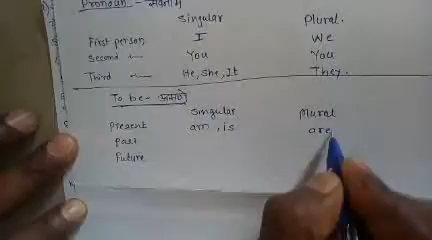 Pronoun - सर्वनाम
Singular Plural.
First person I We
Second " You You
Third " He, She, It They.
To be - असणे
Singular Plural
Present am, is are
Past
Future